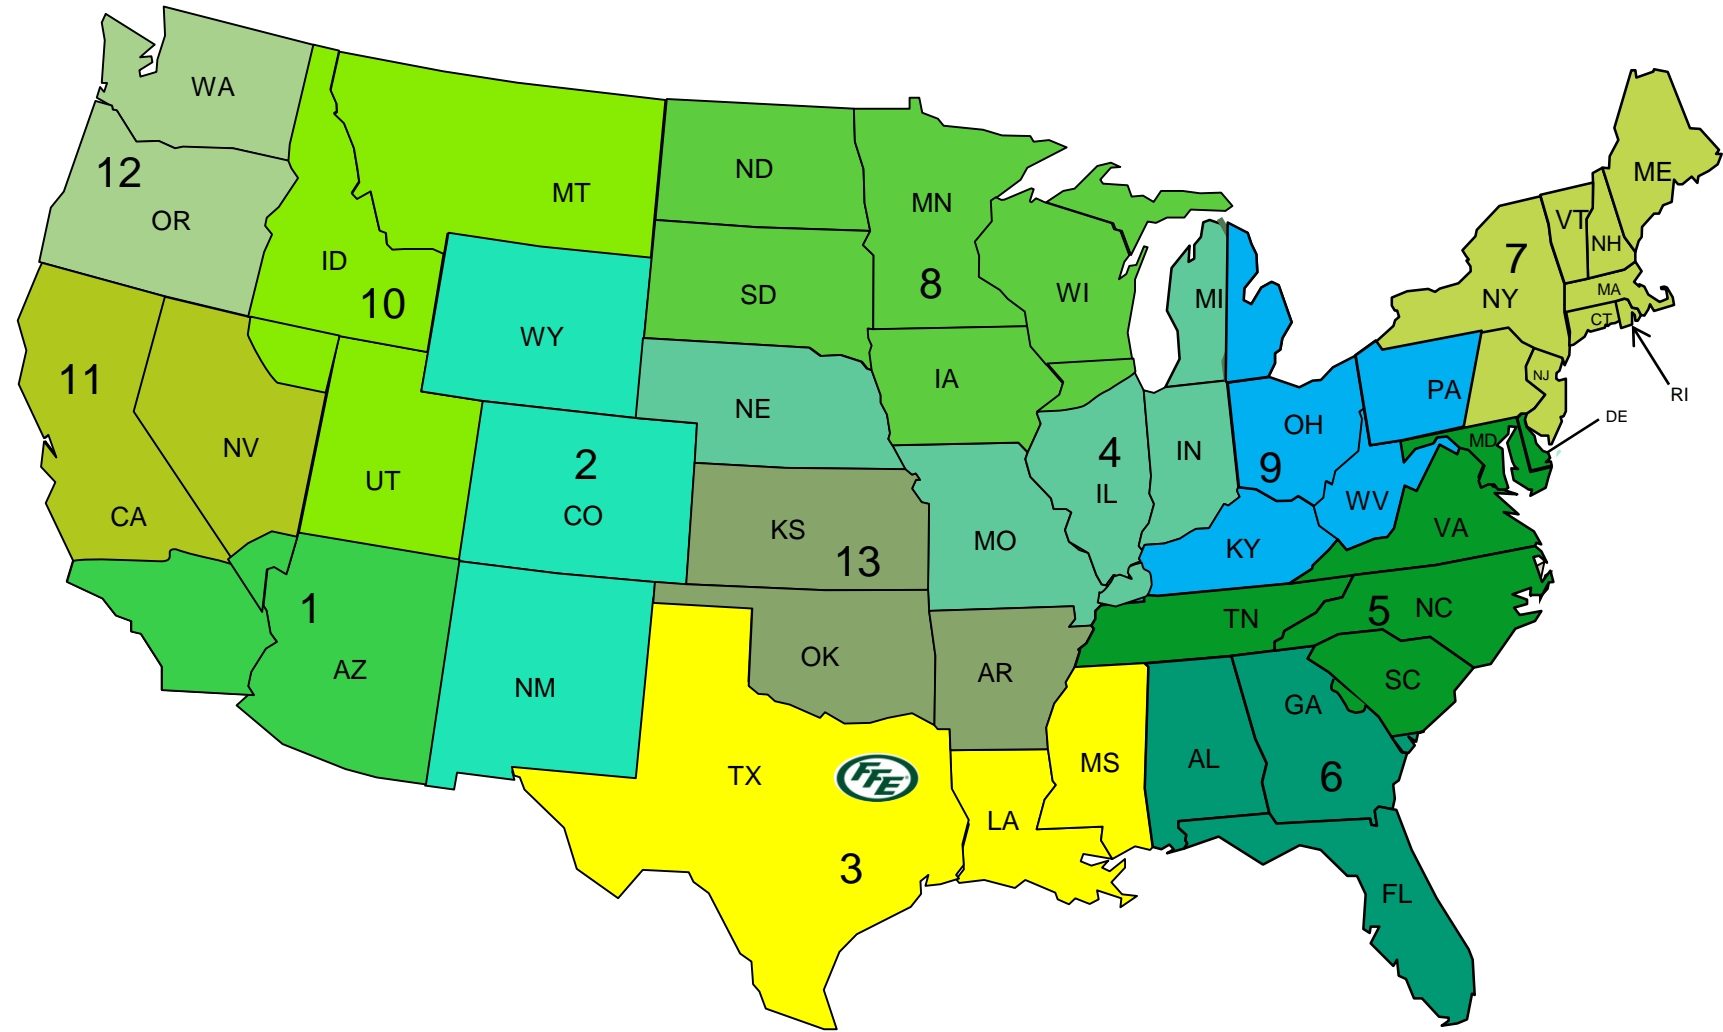 WA
12
OR
MT
ID
10
ND
MN
SD
8
WI
IA
MI
ME
VT
NH
7
NY
MA
CT
RI
NJ
PA
DE
MD
WY
11
NV
CA
UT
2
CO
NE
KS
13
MO
4
IL
IN
OH
9
WV
KY
VA
1
AZ
NM
OK
AR
TN
5
NC
SC
GA
6
AL
MS
LA
TX
FFE
3
FL